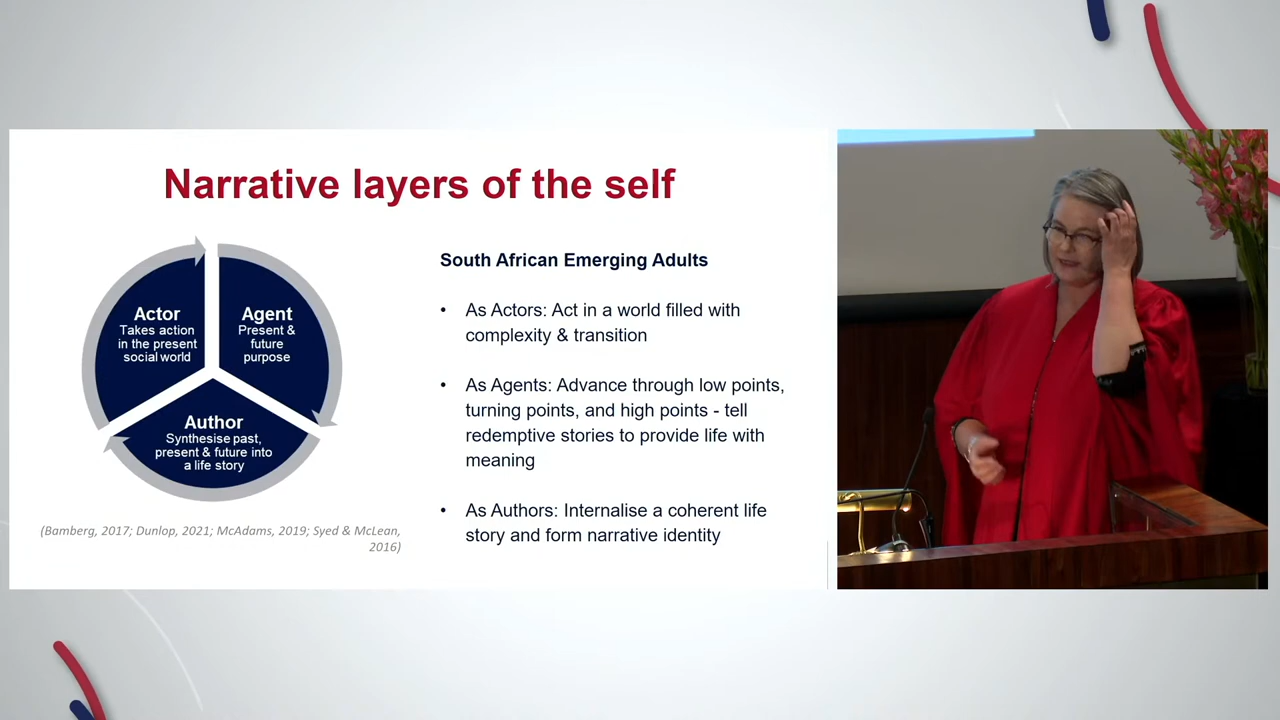 Narrative layers of the self
Actor
Takes action
in the present
social world
Agent
Present &
future
purpose
Author
Synthesise past,
present & future into
a life story
(Bamberg, 2017; Dunlop, 2021; McAdams, 2019; Syed & McLean,
2016)
South African Emerging Adults
• As Actors: Act in a world filled with
complexity & transition
• As Agents: Advance through low points,
turning points, and high points - tell
redemptive stories to provide life with
meaning
• As Authors: Internalise a coherent life
story and form narrative identity